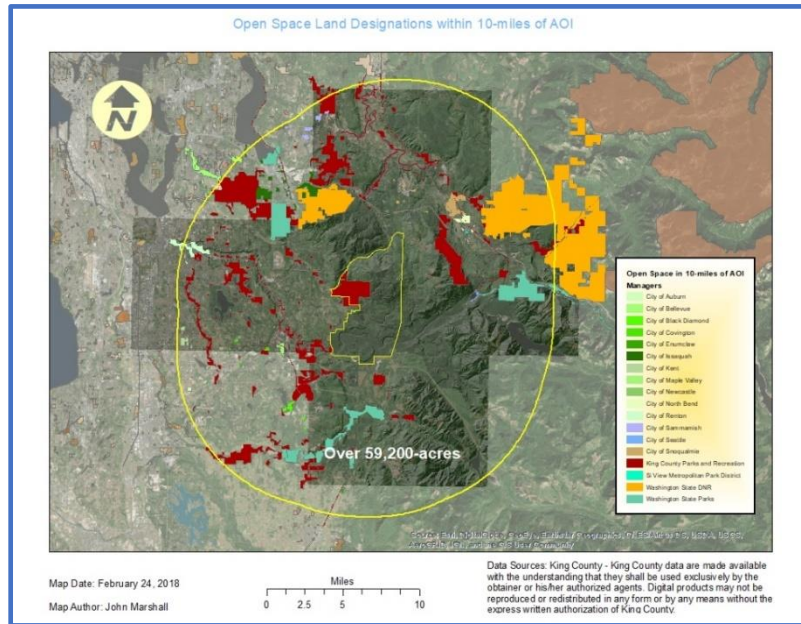 Open Space Land Designations within 10-miles of AOI
N
Over 59,200-acres
Open Space in 10-miles of AOI
Managers
City of Auburn
City of Bellevue
City of Black Diamond
City of Covington
City of Enumclaw
City of Issaquah
City of Kent
City of Maple Valley
City of Newcastle
City of North Bend
City of Renton
City of Sammamish
City of Seattle
City of Snoqualmie
King County Parks and Recreation
Si View Metropolitan Park District
Washington State DNR
Washington State Parks
User Community
Map Date: February 24, 2018
Map Author: John Marshall
Miles
0 1.25 2.5 5 7.5 10
Data Sources: King County - King County data are made available
with the understanding that they shall be used exclusively by the
obtainer or his/her authorized agents. Digital products may not be
reproduced or redistributed in any form or by any means without the
express written authorization of King County.